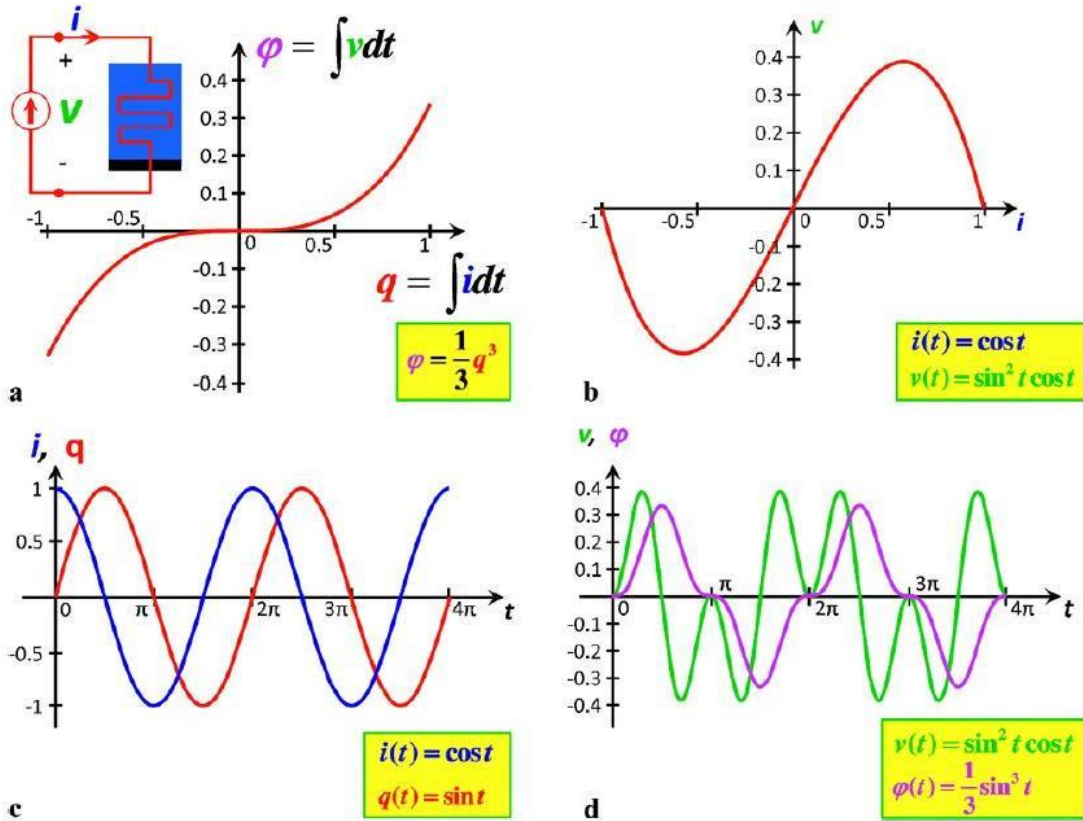 i
+
v
-
φ = ∫vdt
0.4
0.3
0.2
0.1
-1
-0.5
0
0.5
1
-0.1
-0.2
-0.3
-0.4
q = ∫idt
φ = 1/3 q³
a
v
0.4
0.3
0.2
0.1
-1
-0.5
0
0.5
1
i
-0.1
-0.2
-0.3
-0.4
i(t) = cos t
v(t) = sin² t cos t
b
i, q
1
0.5
0
π
2π
3π
4π
t
-0.5
-1
i(t) = cos t
q(t) = sin t
c
v, φ
0.4
0.3
0.2
0.1
0
π
2π
3π
4π
t
-0.1
-0.2
-0.3
-0.4
v(t) = sin² t cos t
φ(t) = 1/3 sin³ t
d